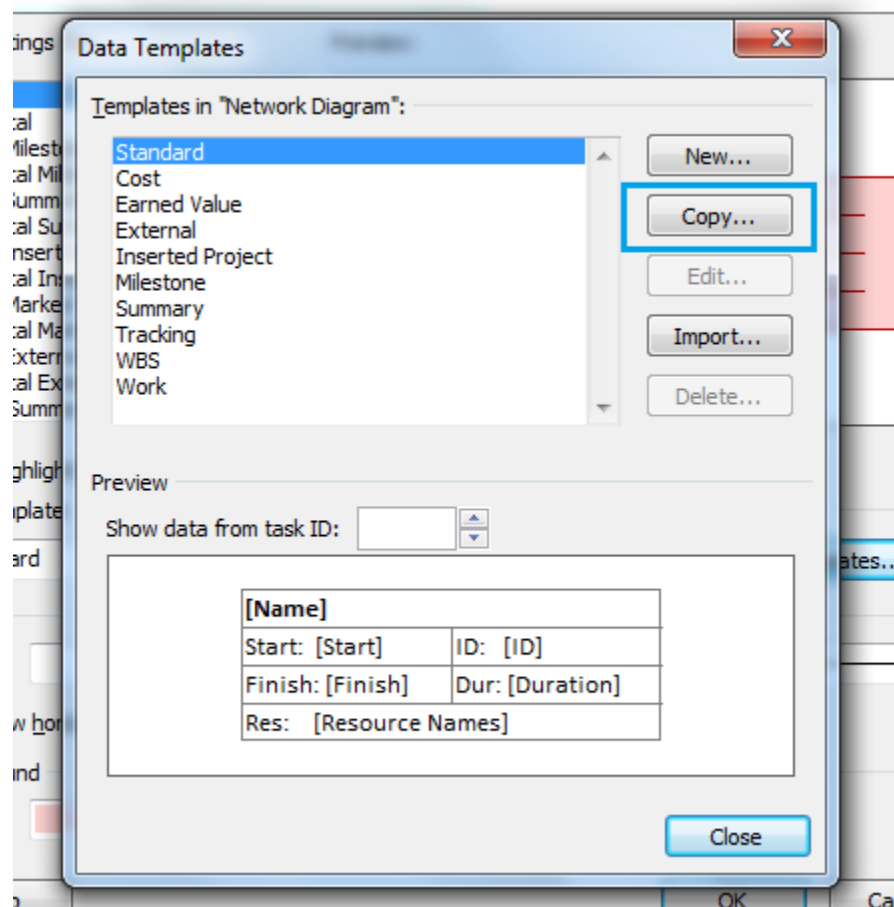 Data Templates
Templates in "Network Diagram":
Standard
Cost
Earned Value
External
Inserted Project
Milestone
Summary
Tracking
WBS
Work
New...
Copy...
Edit...
Import...
Delete...
Preview
Show data from task ID:
[Name]
Start: [Start] ID: [ID]
Finish: [Finish] Dur: [Duration]
Res: [Resource Names]
Close
OK